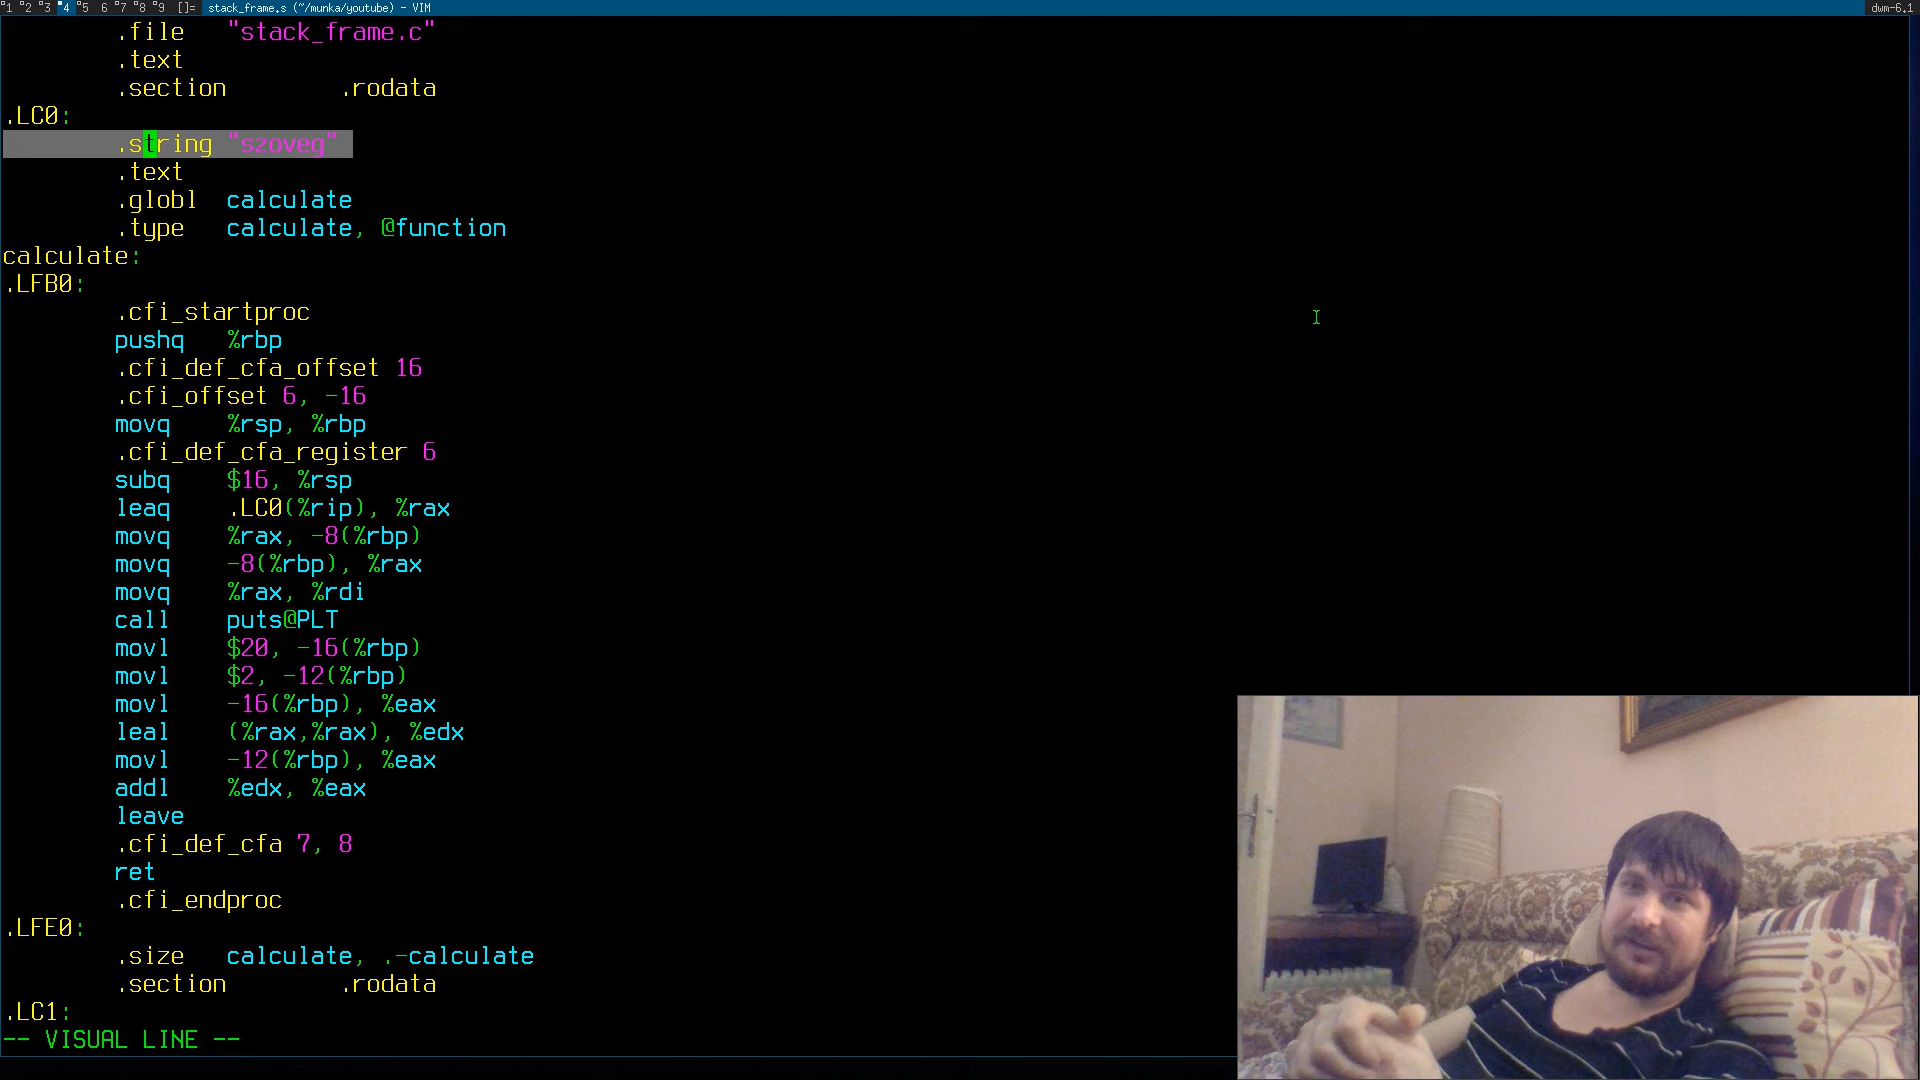 1 2 3 4 5 6 7 8 9 []= stack_frame.s (~/munka/youtube) - VIM dwm-6.1
.file "stack_frame.c"
.text
.section .rodata
.LC0:
.string "szoveg"
.text
.globl calculate
.type calculate, @function
calculate:
.LFB0:
.cfi_startproc
pushq %rbp
.cfi_def_cfa_offset 16
.cfi_offset 6, -16
movq %rsp, %rbp
.cfi_def_cfa_register 6
subq $16, %rsp
leaq .LC0(%rip), %rax
movq %rax, -8(%rbp)
movq -8(%rbp), %rax
movq %rax, %rdi
call puts@PLT
movl $20, -16(%rbp)
movl $2, -12(%rbp)
movl -16(%rbp), %eax
leal (%rax,%rax), %edx
movl -12(%rbp), %eax
addl %edx, %eax
leave
.cfi_def_cfa 7, 8
ret
.cfi_endproc
.LFE0:
.size calculate, .-calculate
.section .rodata
.LC1:
-- VISUAL LINE --